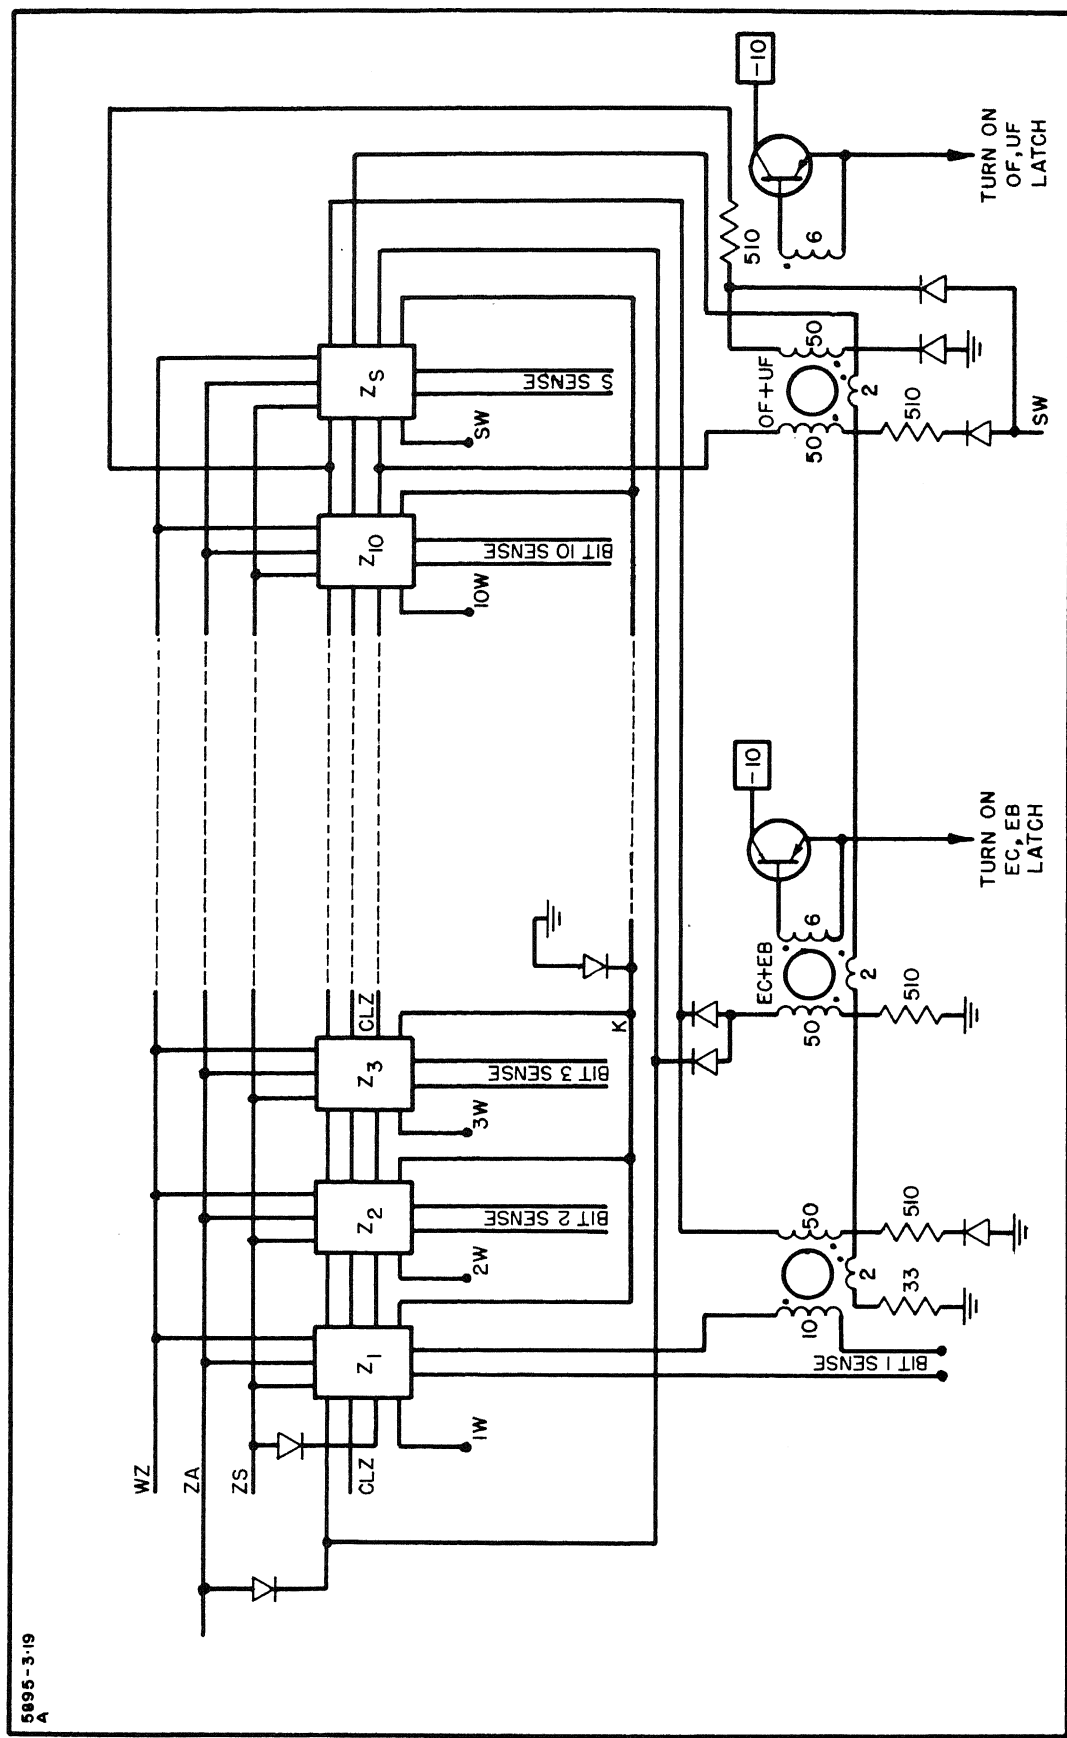 5895-3-19
A
WZ
ZA
ZS
CLZ
1W
Z1
BIT 1 SENSE
2W
Z2
BIT 2 SENSE
3W
Z3
BIT 3 SENSE
CLZ
K
10W
Z10
BIT 10 SENSE
SW
ZS
S SENSE
10
2
33
50
510
EC+EB
50
2
6
510
-10
TURN ON
EC, EB
LATCH
OF+UF
50
50
2
510
SW
510
6
-10
TURN ON
OF, UF
LATCH